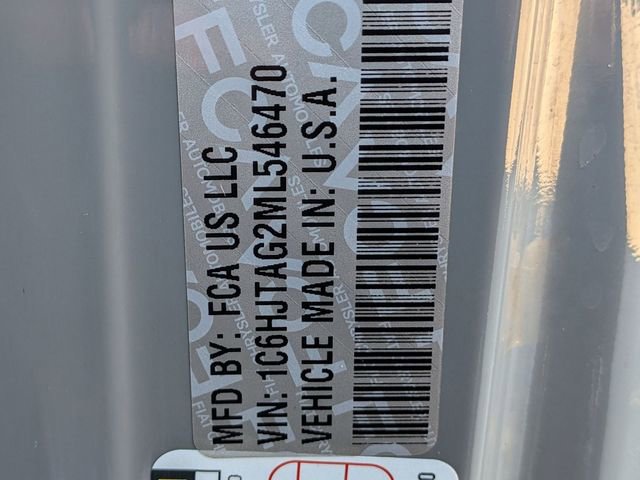 MFD BY: FCA US LLC
VIN: 1C6HJTAG2ML546470
VEHICLE MADE IN: U.S.A.